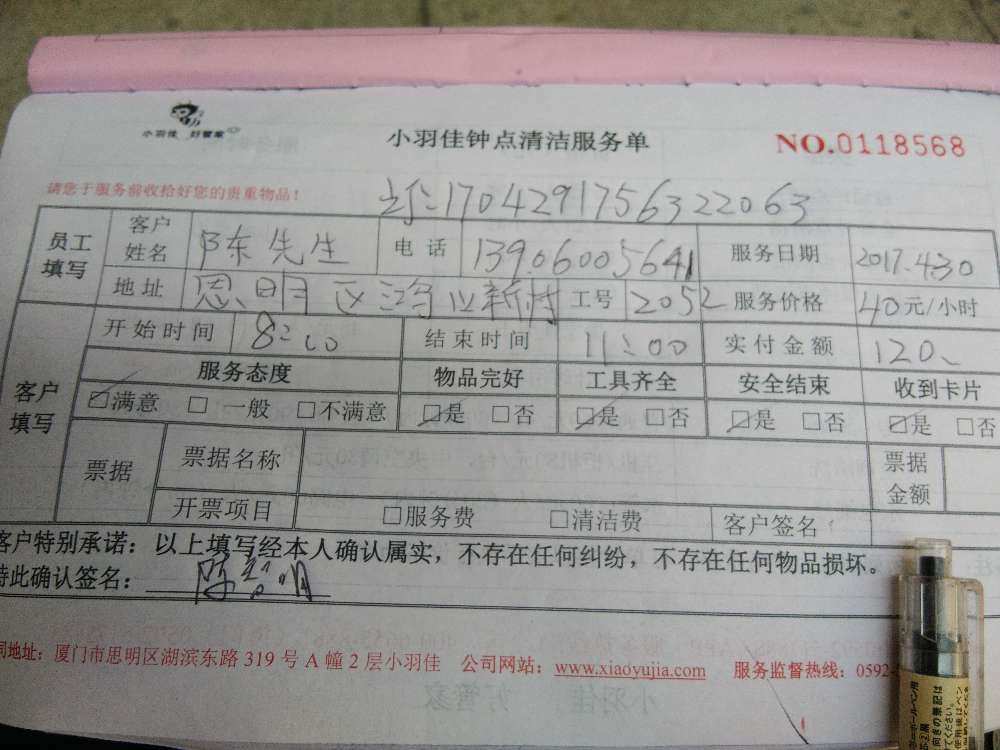 小羽佳 好管家
小羽佳钟点清洁服务单
NO.0118568
请您于服务前收拾好您的贵重物品!
1704291756322063
员工填写 客户姓名 陈先生 电话 13906005641 服务日期 2017.4.30
地址 思明区 新村 工号 2052 服务价格 40元/小时
客户填写 开始时间 8:00 结束时间 11:00 实付金额 120
服务态度 物品完好 工具齐全 安全结束 收到卡片
☑满意 □一般 □不满意 ☑是 □否 ☑是 □否 ☑是 □否 ☑是 □否
票据 票据名称 票据金额
开票项目 □服务费 □清洁费 客户签名
客户特别承诺：以上填写经本人确认属实，不存在任何纠纷，不存在任何物品损坏。
特此确认签名：
司地址：厦门市思明区湖滨东路 319 号 A 幢 2 层小羽佳 公司网站：www.xiaoyujia.com 服务监督热线：0592-